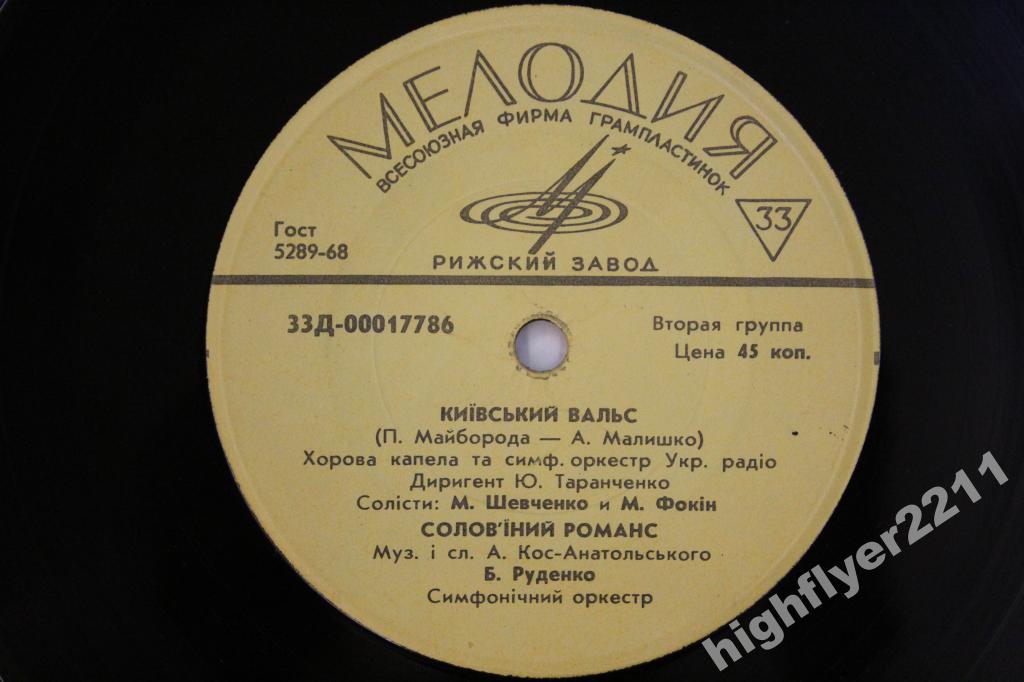 МЕЛОДИЯ
ВСЕСОЮЗНАЯ ФИРМА ГРАМПЛАСТИНОК
33
Гост
5289-68
РИЖСКИЙ ЗАВОД
33Д-00017786
Вторая группа
Цена 45 коп.
КИЇВСЬКИЙ ВАЛЬС
(П. Майборода — А. Малишко)
Хорова капела та симф. оркестр Укр. радіо
Диригент Ю. Таранченко
Солісти: М. Шевченко и М. Фокін
СОЛОВ'ЇНИЙ РОМАНС
Муз. і сл. А. Кос-Анатольського
Б. Руденко
Симфонічний оркестр
highflyer2211